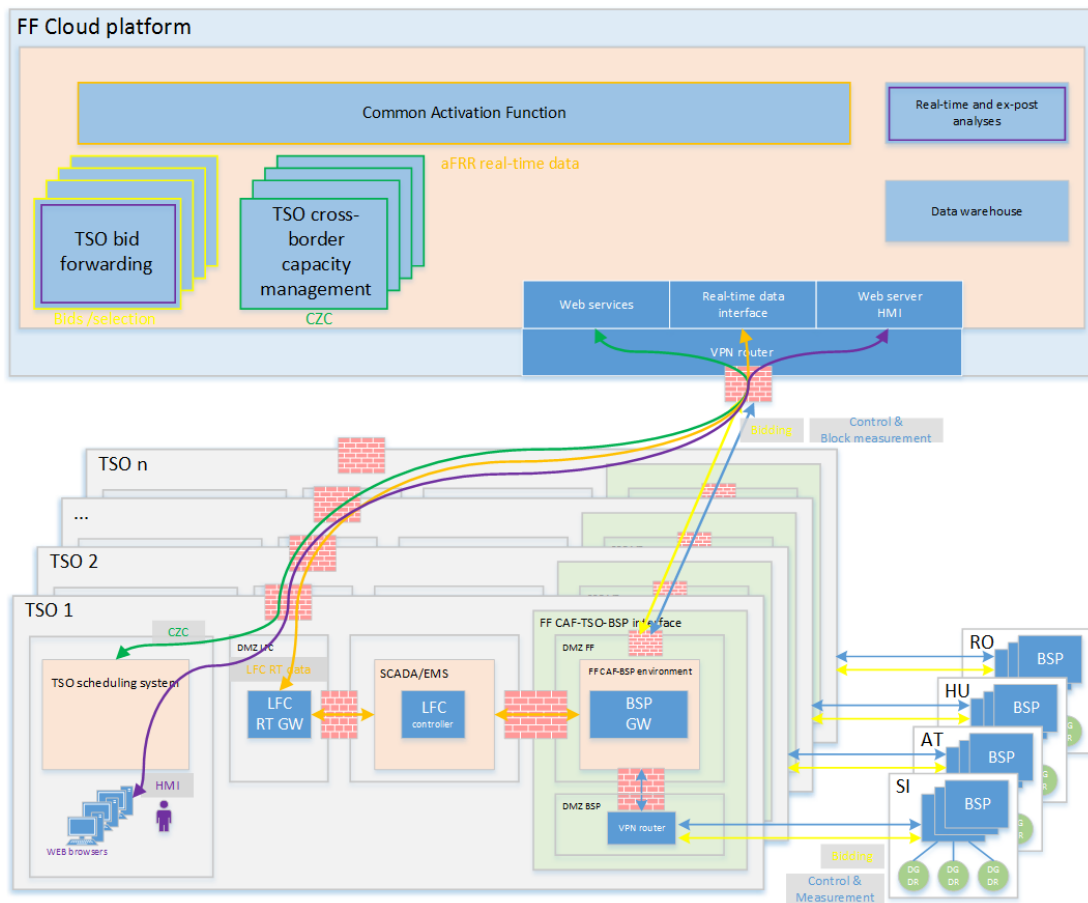 FF Cloud platform
Common Activation Function
Real-time and ex-post
analyses
aFRR real-time data
TSO bid
forwarding
TSO cross-
border
capacity
management
Data warehouse
Bids /selection
CZC
Web services
Real-time data
interface
Web server
HMI
VPN router
Bidding
Control &
Block measurement
TSO n
...
TSO 2
TSO 1
FF CAF-TSO-BSP interface
CZC
DMZ LFC
DMZ FF
LFC RT data
TSO scheduling system
SCADA/EMS
FF CAF-BSP environment
LFC
RT GW
LFC
controller
BSP
GW
HMI
WEB browsers
DMZ BSP
VPN router
RO
BSP
HU
BSP
AT
BSP
SI
BSP
Bidding
Control &
Measurement
DG
DR
DG
DR
DG
DR